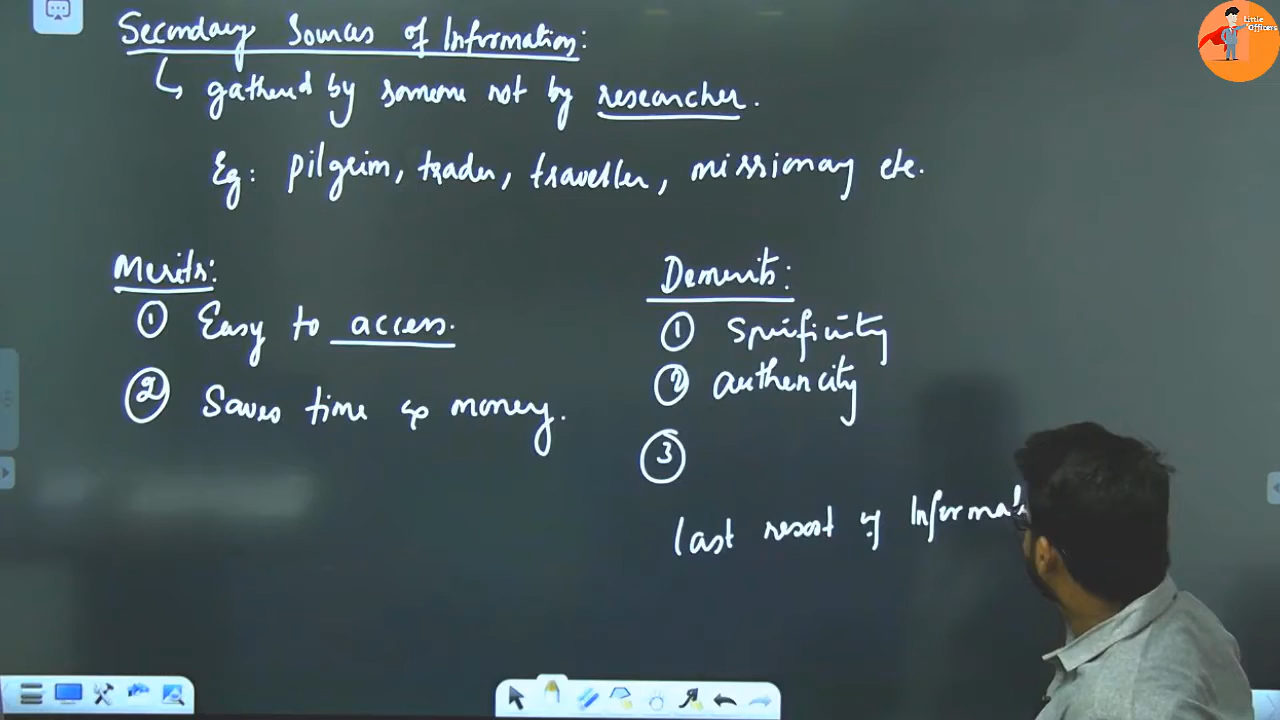 Little Officers
Secondary Sources of Information:
gathered by someone not by researcher.
Eg: pilgrim, trader, traveller, missionary etc.
Merits:
① Easy to access.
② Saves time & money.
Demerits:
① Specificity
② authencity
③
last resort of Informat